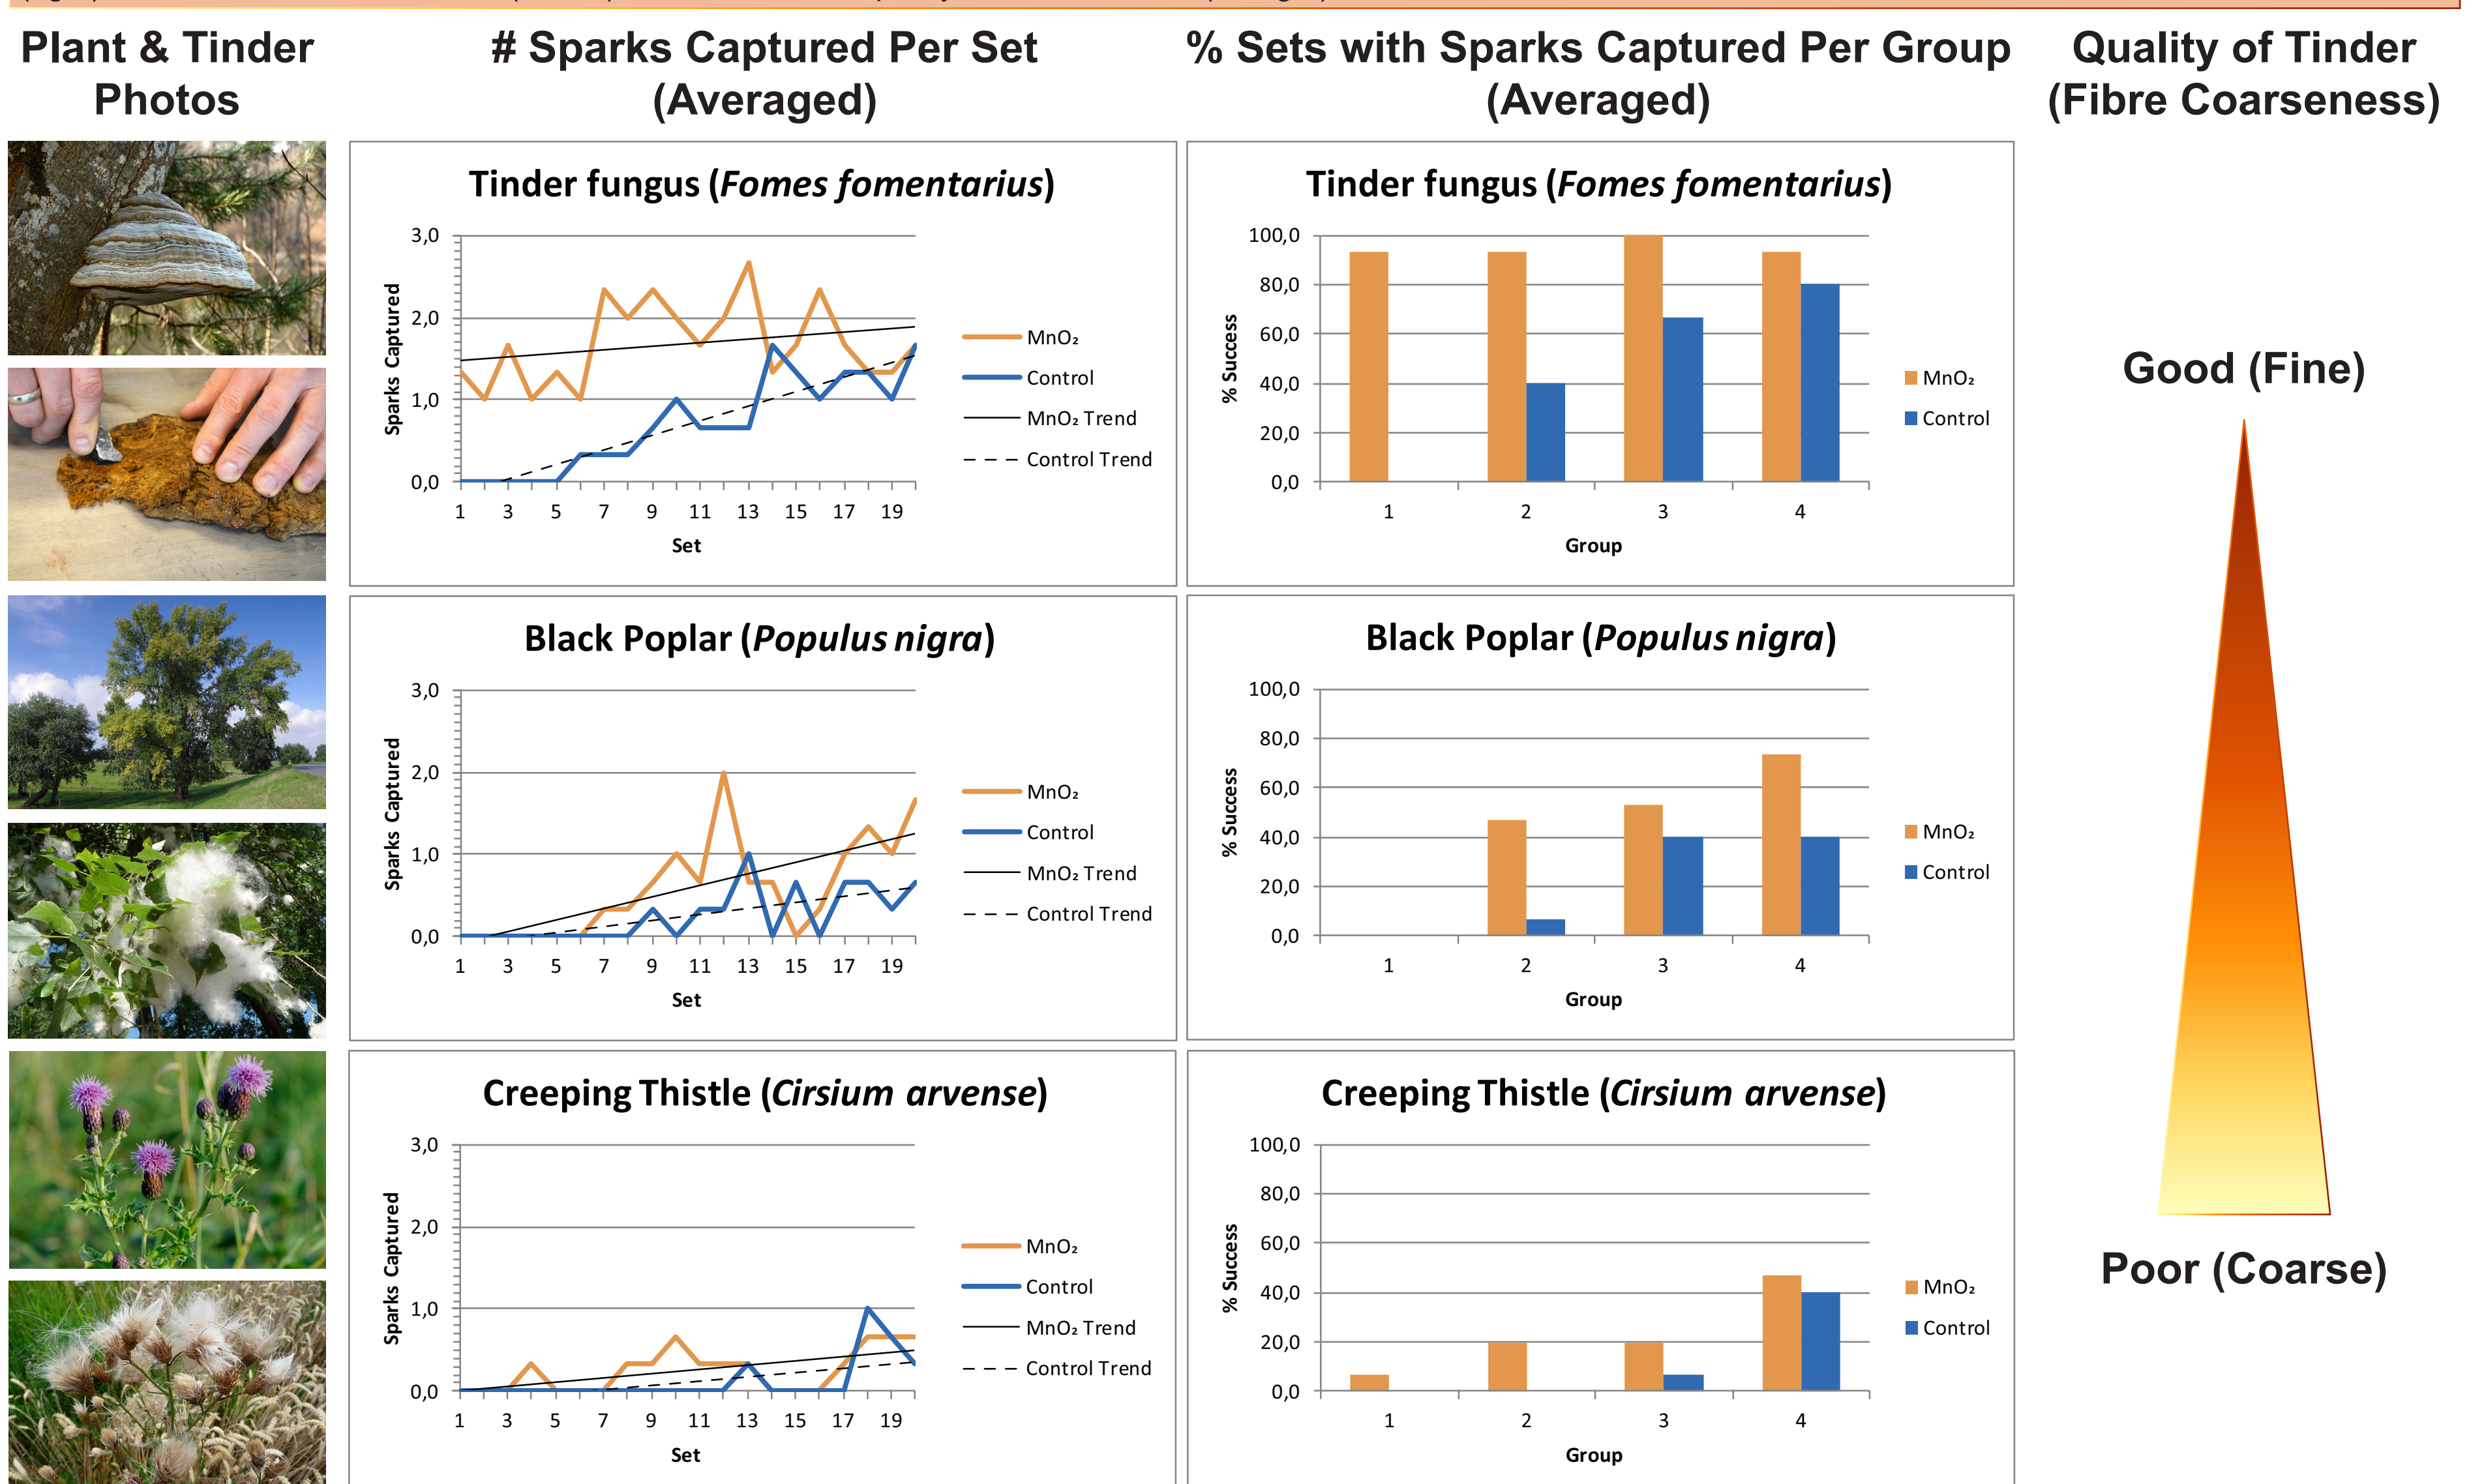 Plant & Tinder
Photos
# Sparks Captured Per Set
(Averaged)
% Sets with Sparks Captured Per Group
(Averaged)
Quality of Tinder
(Fibre Coarseness)
Tinder fungus (Fomes fomentarius)
3,0
2,0
1,0
0,0
Sparks Captured
1 3 5 7 9 11 13 15 17 19
Set
MnO₂
Control
MnO₂ Trend
Control Trend
Tinder fungus (Fomes fomentarius)
100,0
80,0
60,0
40,0
20,0
0,0
% Success
1 2 3 4
Group
MnO₂
Control
Good (Fine)
Black Poplar (Populus nigra)
3,0
2,0
1,0
0,0
Sparks Captured
1 3 5 7 9 11 13 15 17 19
Set
MnO₂
Control
MnO₂ Trend
Control Trend
Black Poplar (Populus nigra)
100,0
80,0
60,0
40,0
20,0
0,0
% Success
1 2 3 4
Group
MnO₂
Control
Creeping Thistle (Cirsium arvense)
3,0
2,0
1,0
0,0
Sparks Captured
1 3 5 7 9 11 13 15 17 19
Set
MnO₂
Control
MnO₂ Trend
Control Trend
Creeping Thistle (Cirsium arvense)
100,0
80,0
60,0
40,0
20,0
0,0
% Success
1 2 3 4
Group
MnO₂
Control
Poor (Coarse)